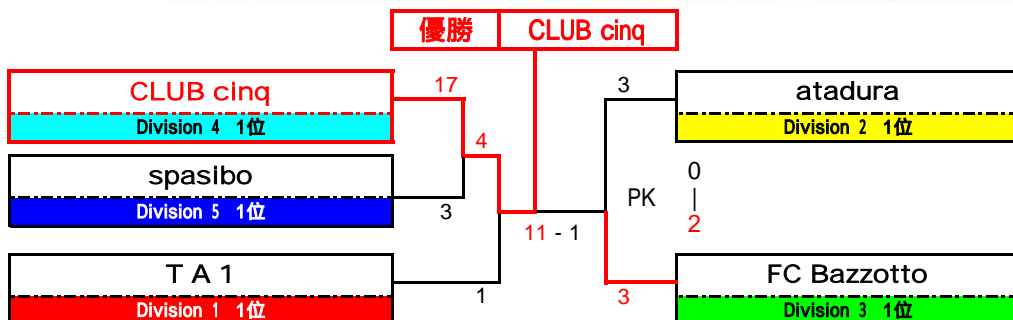 優勝 CLUB cinq
CLUB cinq
Division 4 1位
17
4
spasibo
Division 5 1位
3
T A 1
Division 1 1位
1
11 - 1
3
atadura
Division 2 1位
PK
0
|
2
FC Bazzotto
Division 3 1位
3